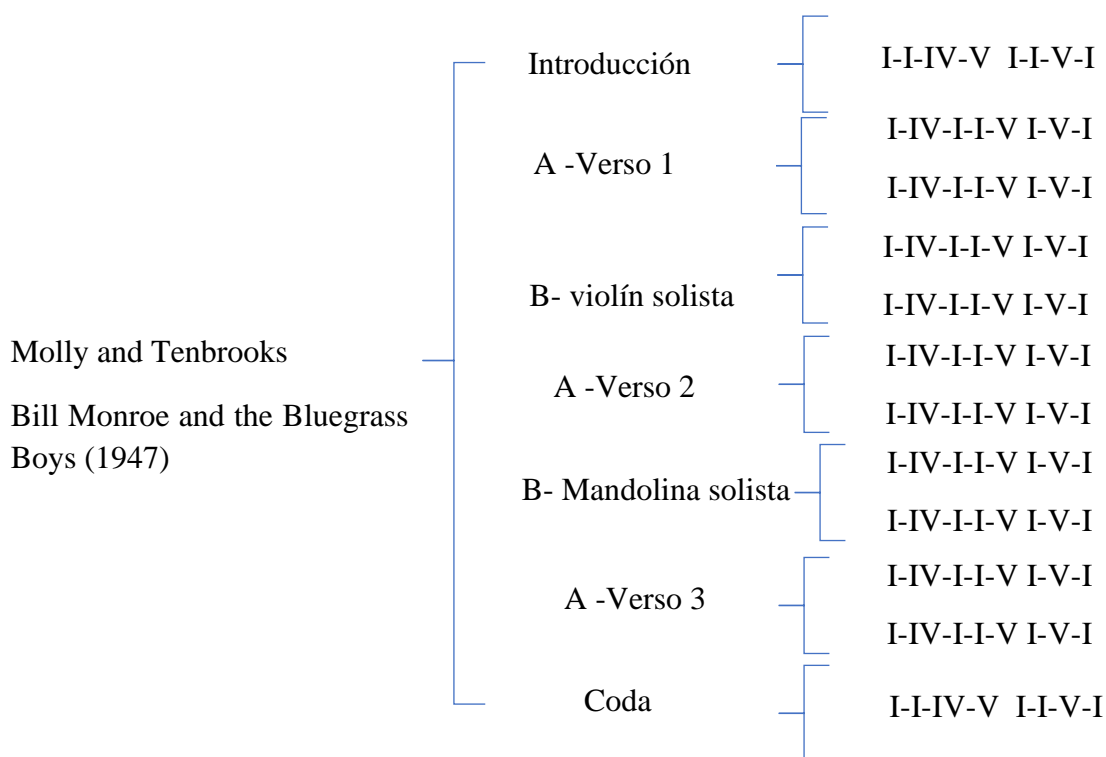 Introducción
I-I-IV-V I-I-V-I
A -Verso 1
I-IV-I-I-V I-V-I
I-IV-I-I-V I-V-I
B- violín solista
I-IV-I-I-V I-V-I
I-IV-I-I-V I-V-I
Molly and Tenbrooks
Bill Monroe and the Bluegrass
Boys (1947)
A -Verso 2
I-IV-I-I-V I-V-I
I-IV-I-I-V I-V-I
B- Mandolina solista
I-IV-I-I-V I-V-I
I-IV-I-I-V I-V-I
A -Verso 3
I-IV-I-I-V I-V-I
I-IV-I-I-V I-V-I
Coda
I-I-IV-V I-I-V-I